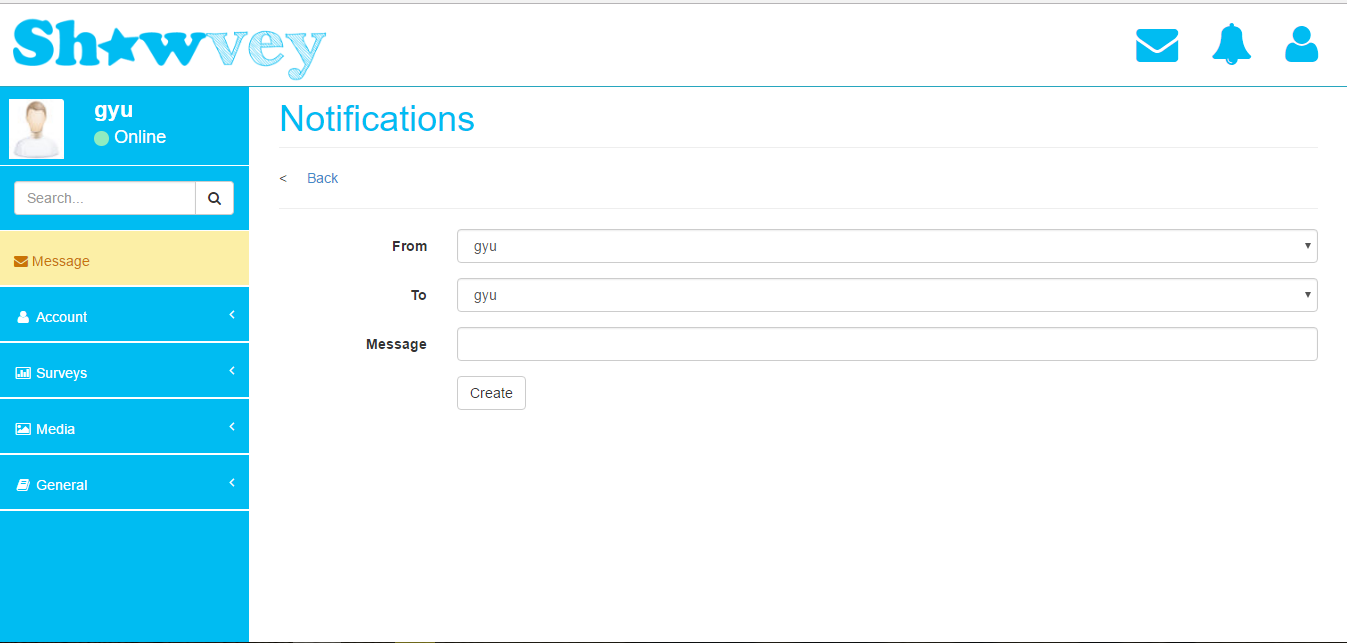 Sh★wvey
gyu
Online
Search...
Message
Account
Surveys
Media
General
Notifications
< Back
From gyu
To gyu
Message
Create